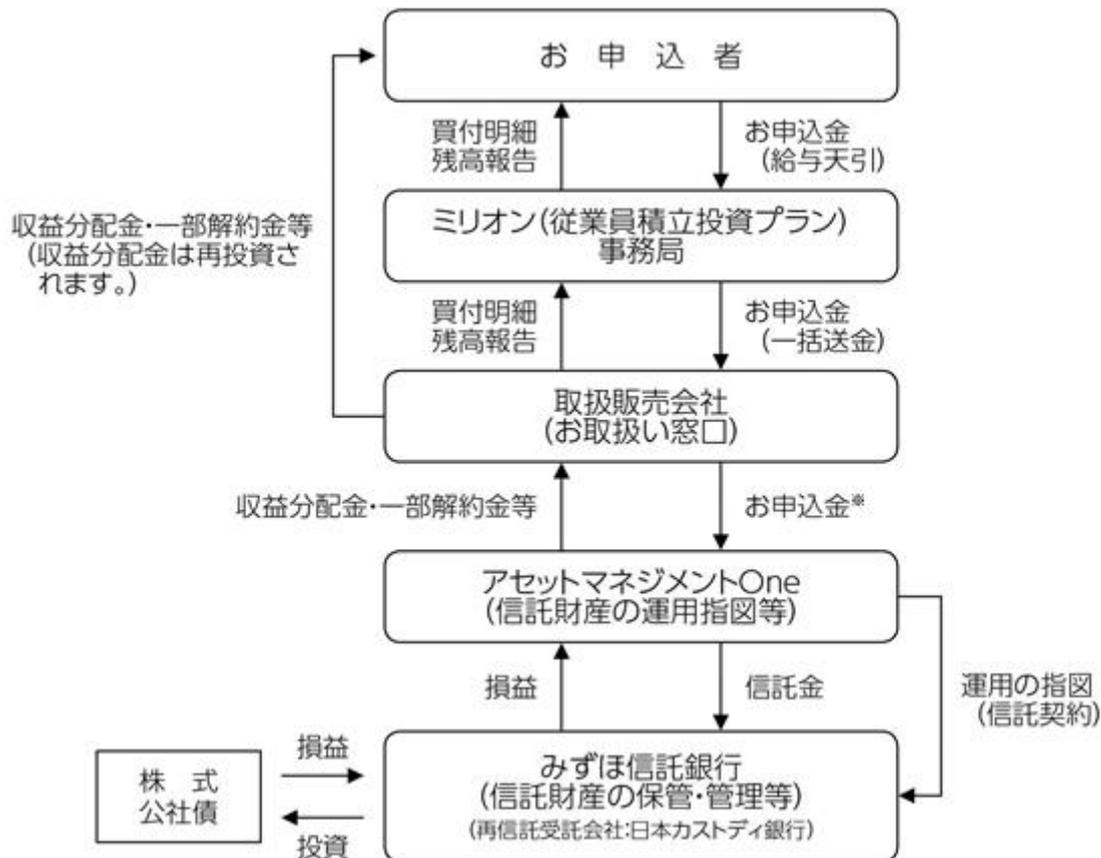 お 申 込 者
買付明細
残高報告
お申込金
(給与天引)
ミリオン(従業員積立投資プラン)
事務局
収益分配金・一部解約金等
(収益分配金は再投資さ
れます。)
買付明細
残高報告
お申込金
(一括送金)
取扱販売会社
(お取扱い窓口)
収益分配金・一部解約金等
お申込金※
アセットマネジメントOne
(信託財産の運用指図等)
損益
信託金
運用の指図
(信託契約)
株 式
公社債
損益
投資
みずほ信託銀行
(信託財産の保管・管理等)
(再信託受託会社:日本カストディ銀行)